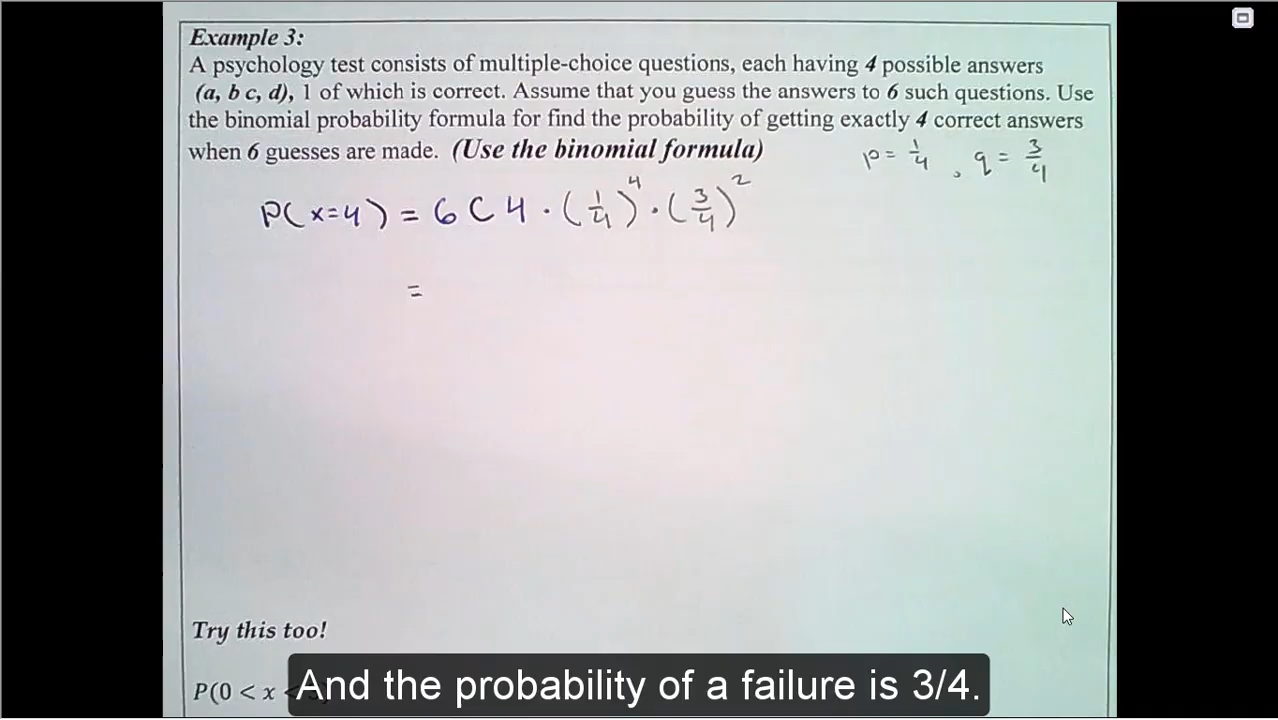 Example 3:
A psychology test consists of multiple-choice questions, each having 4 possible answers
(a, b c, d), 1 of which is correct. Assume that you guess the answers to 6 such questions. Use
the binomial probability formula for find the probability of getting exactly 4 correct answers
when 6 guesses are made. (Use the binomial formula)
p = 1/4 , q = 3/4
P(x=4) = 6 C 4 · (1/4)^4 · (3/4)^2
=
Try this too!
P(0 < x
And the probability of a failure is 3/4.